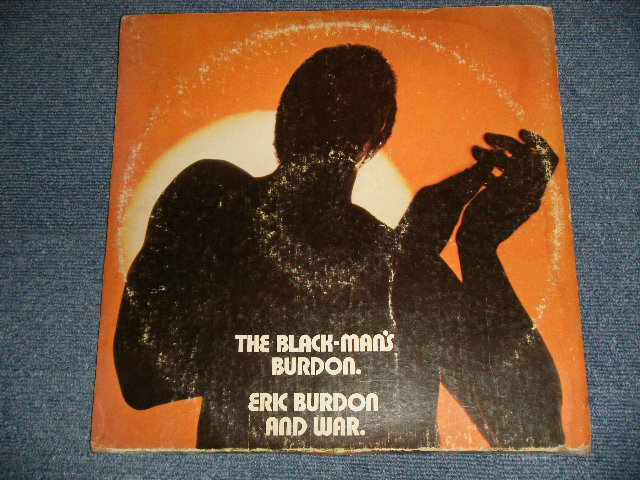 THE BLACK-MAN'S
BURDON.
ERIC BURDON
AND WAR.